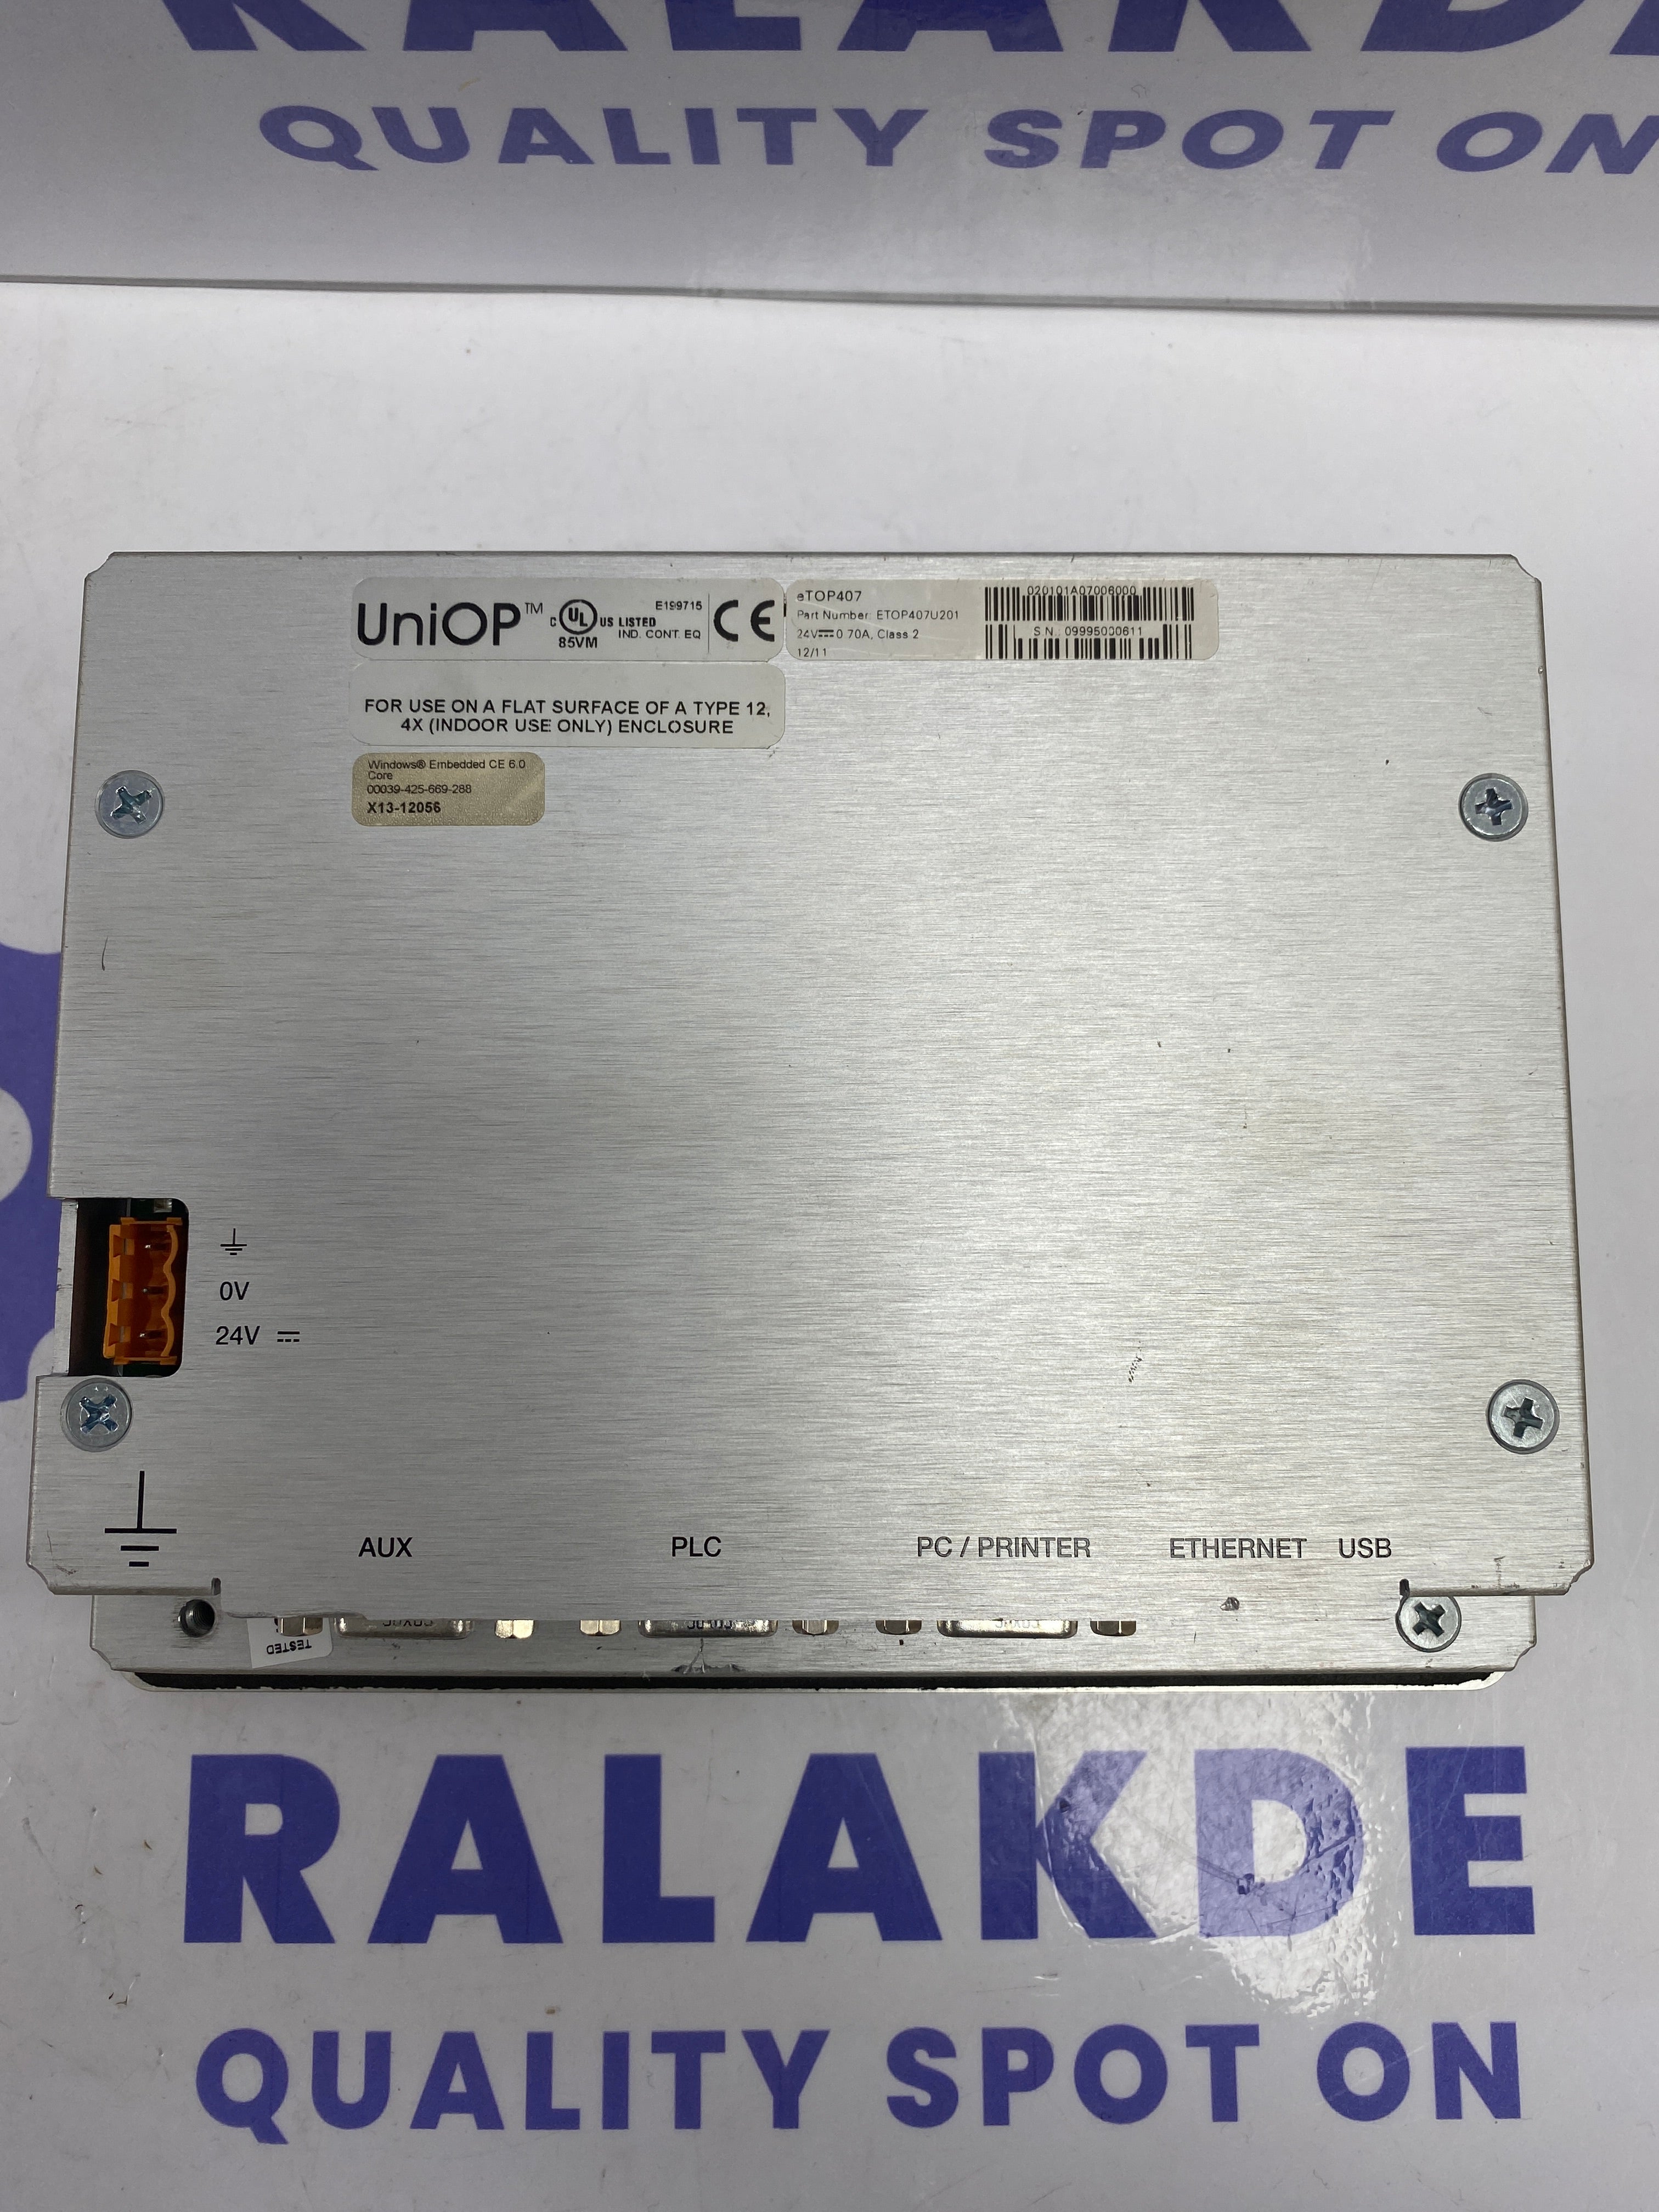 RALAKDE
QUALITY SPOT ON
UniOP™
C UL US LISTED
85VM
E199715
IND. CONT. EQ
CE
eTOP407
Part Number: ETOP407U201
24V 0.70A, Class 2
12/11
020101A07006000
S.N. 09995000611
FOR USE ON A FLAT SURFACE OF A TYPE 12,
4X (INDOOR USE ONLY) ENCLOSURE
Windows® Embedded CE 6.0
Core
00039-425-669-288
X13-12056
0V
24V
AUX PLC PC / PRINTER ETHERNET USB
TESTED
RALAKDE
QUALITY SPOT ON